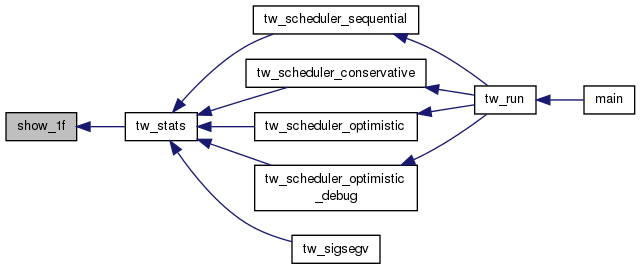 tw_scheduler_sequential
tw_scheduler_conservative
tw_run
main
show_1f
tw_stats
tw_scheduler_optimistic
tw_scheduler_optimistic
_debug
tw_sigsegv